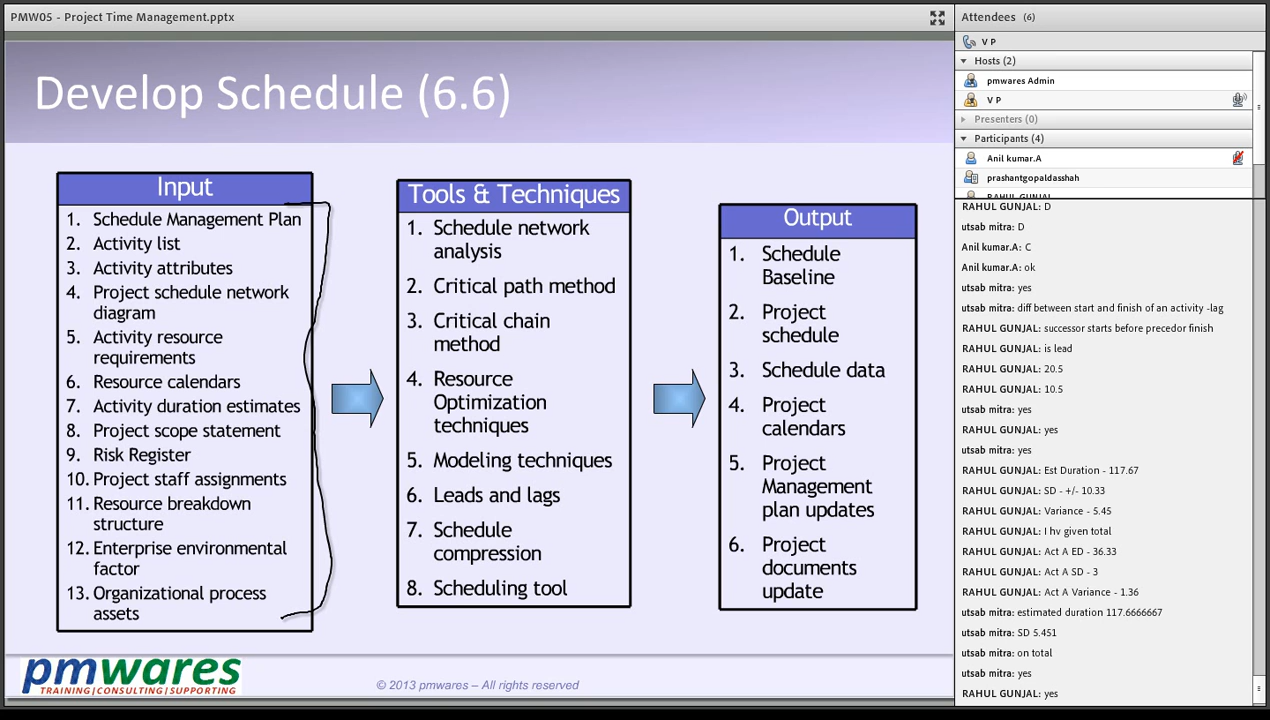 PMW05 - Project Time Management.pptx
Develop Schedule (6.6)
Input
1. Schedule Management Plan
2. Activity list
3. Activity attributes
4. Project schedule network
diagram
5. Activity resource
requirements
6. Resource calendars
7. Activity duration estimates
8. Project scope statement
9. Risk Register
10. Project staff assignments
11. Resource breakdown
structure
12. Enterprise environmental
factor
13. Organizational process
assets
Tools & Techniques
1. Schedule network
analysis
2. Critical path method
3. Critical chain
method
4. Resource
Optimization
techniques
5. Modeling techniques
6. Leads and lags
7. Schedule
compression
8. Scheduling tool
Output
1. Schedule
Baseline
2. Project
schedule
3. Schedule data
4. Project
calendars
5. Project
Management
plan updates
6. Project
documents
update
pmwares
TRAINING|CONSULTING|SUPPORTING
© 2013 pmwares – All rights reserved
Attendees (6)
V P
Hosts (2)
pmwares Admin
V P
Presenters (0)
Participants (4)
Anil kumar.A
prashantgopaldasshah
RAHUL GUNJAL
RAHUL GUNJAL: D
utsab mitra: D
Anil kumar.A: C
Anil kumar.A: ok
utsab mitra: yes
utsab mitra: diff between start and finish of an activity -lag
RAHUL GUNJAL: successor starts before precedor finish
RAHUL GUNJAL: is lead
RAHUL GUNJAL: 20.5
RAHUL GUNJAL: 10.5
utsab mitra: yes
RAHUL GUNJAL: yes
utsab mitra: yes
RAHUL GUNJAL: Est Duration - 117.67
RAHUL GUNJAL: SD - +/- 10.33
RAHUL GUNJAL: Variance - 5.45
RAHUL GUNJAL: I hv given total
RAHUL GUNJAL: Act A ED - 36.33
RAHUL GUNJAL: Act A SD - 3
RAHUL GUNJAL: Act A Variance - 1.36
utsab mitra: estimated duration 117.6666667
utsab mitra: SD 5.451
utsab mitra: on total
utsab mitra: yes
RAHUL GUNJAL: yes